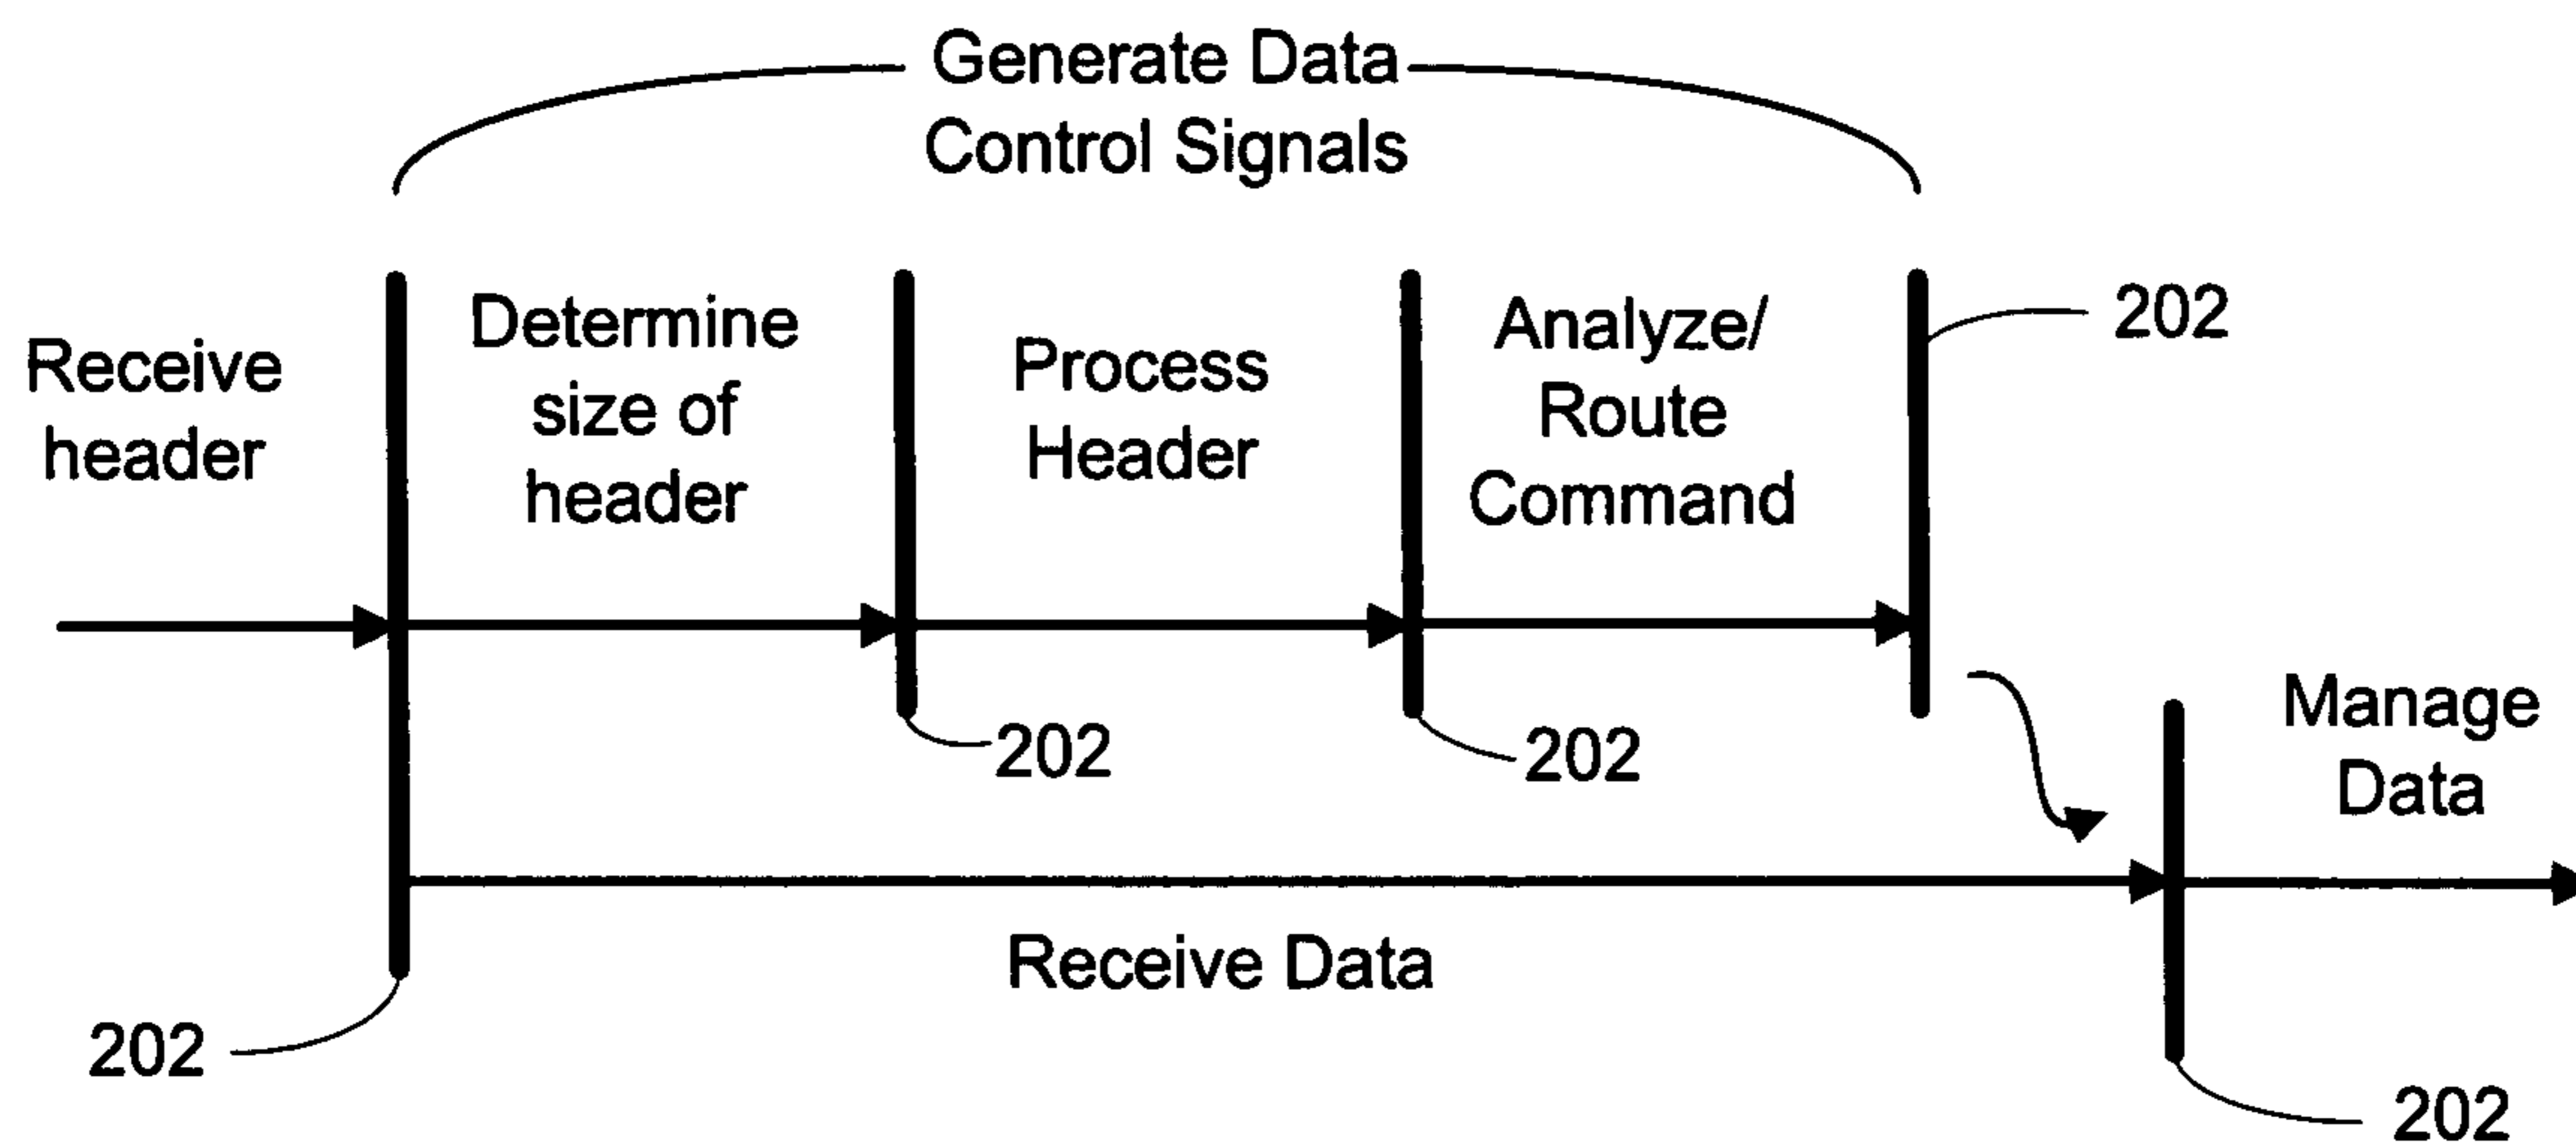 Generate Data
Control Signals
Receive
header
Determine
size of
header
Process
Header
Analyze/
Route
Command
202
202
202
Manage
Data
Receive Data
202
202